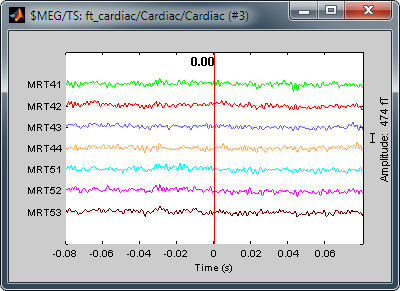 $MEG/TS: ft_cardiac/Cardiac/Cardiac (#3)
0.00
MRT41
MRT42
MRT43
MRT44
MRT51
MRT52
MRT53
Amplitude: 474 fT
-0.08 -0.06 -0.04 -0.02 0 0.02 0.04 0.06
Time (s)